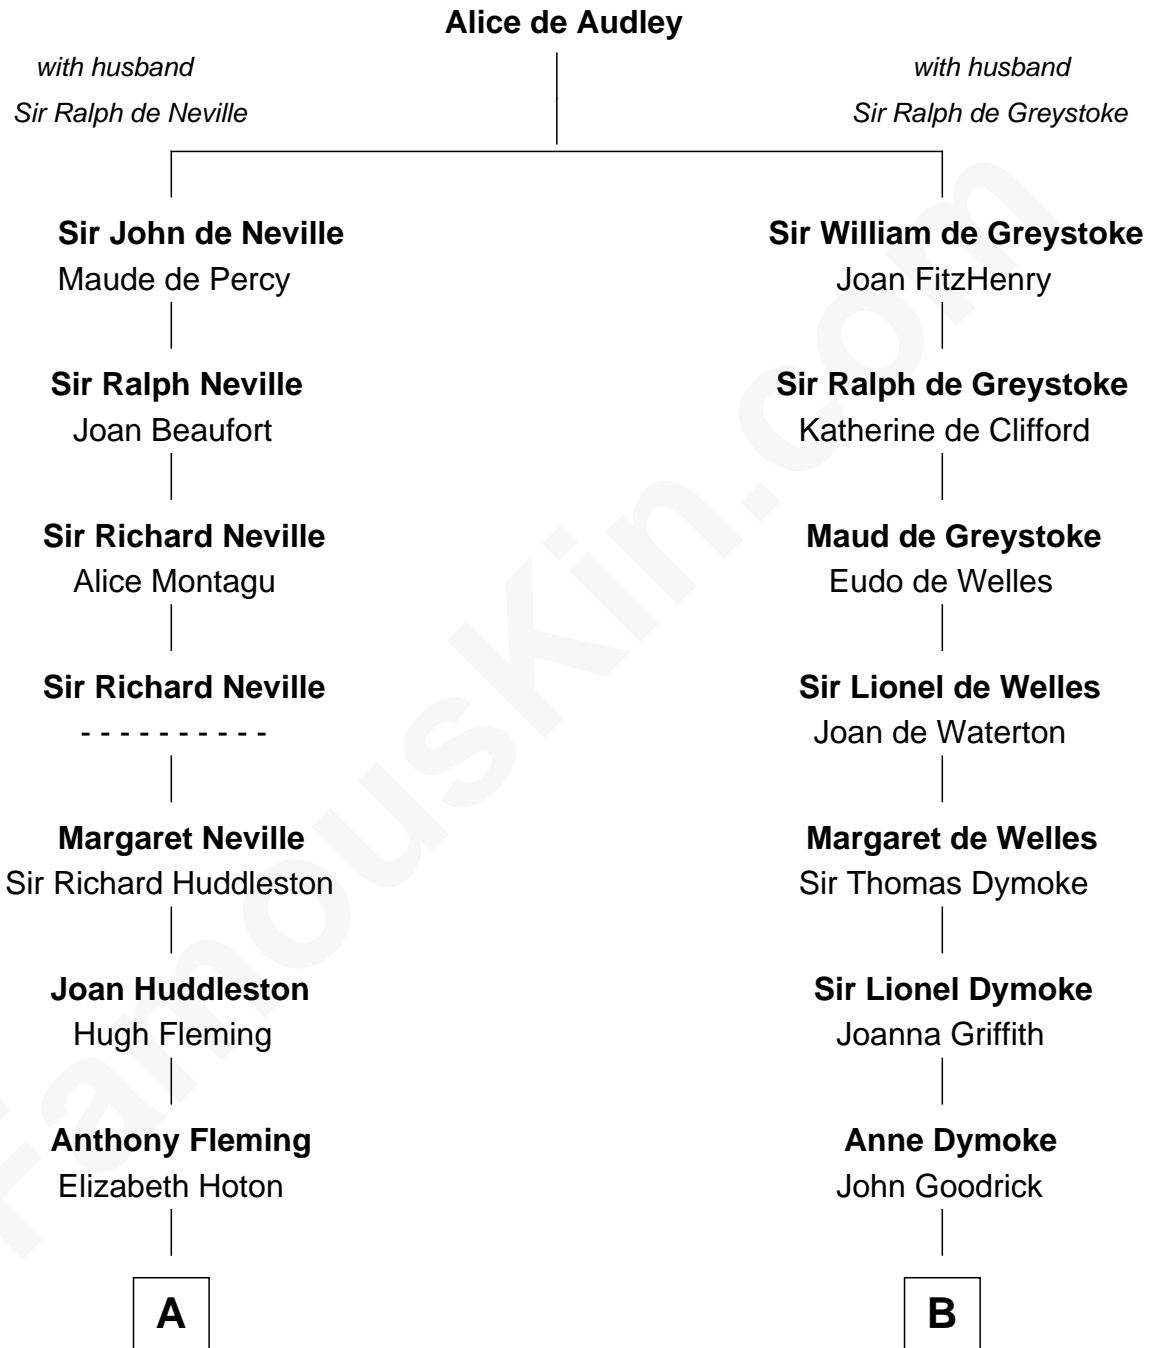 Alice de Audley
with husband
Sir Ralph de Neville
with husband
Sir Ralph de Greystoke
Sir John de Neville
Maude de Percy
Sir William de Greystoke
Joan FitzHenry
Sir Ralph Neville
Joan Beaufort
Sir Ralph de Greystoke
Katherine de Clifford
Sir Richard Neville
Alice Montagu
Maud de Greystoke
Eudo de Welles
Sir Richard Neville
- - - - - - - - - -
Sir Lionel de Welles
Joan de Waterton
Margaret Neville
Sir Richard Huddleston
Margaret de Welles
Sir Thomas Dymoke
Joan Huddleston
Hugh Fleming
Sir Lionel Dymoke
Joanna Griffith
Anthony Fleming
Elizabeth Hoton
Anne Dymoke
John Goodrick
A
B
FamousKin.com